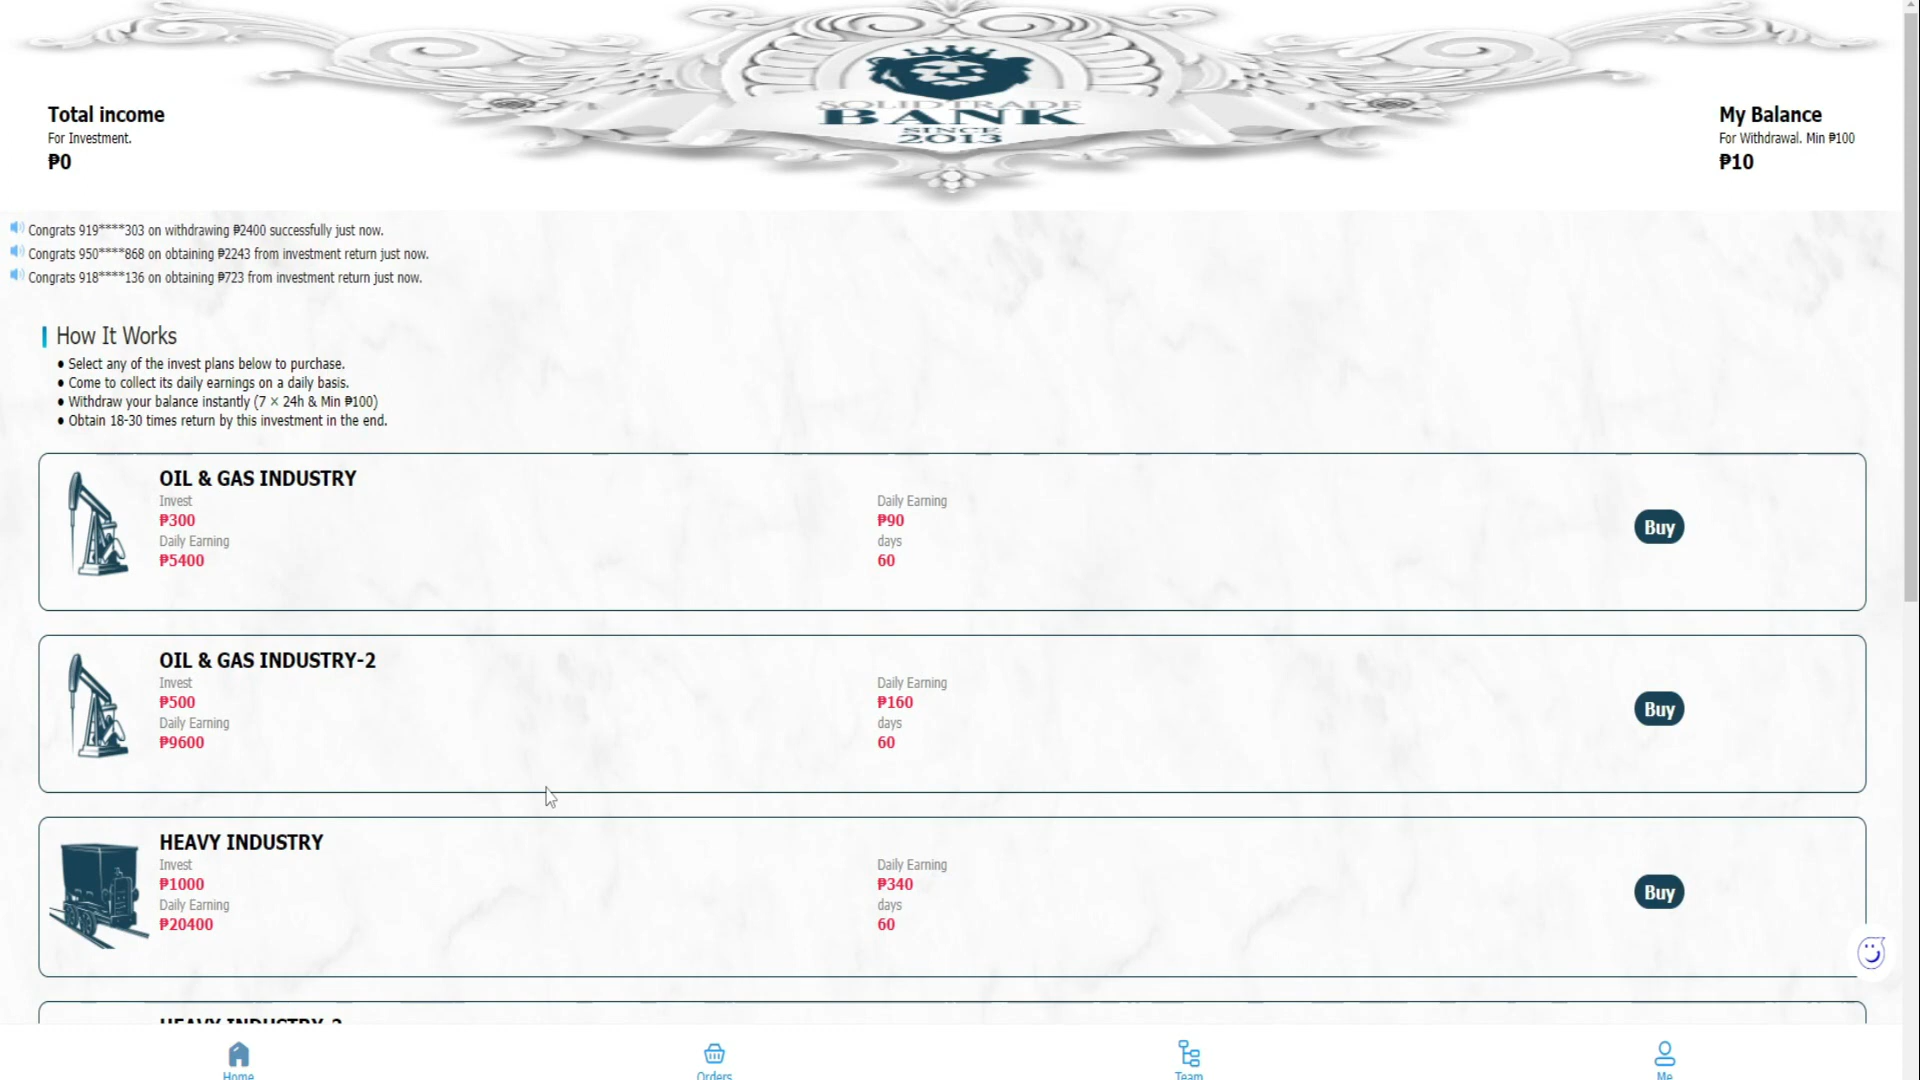 SOLIDTRADE
BANK
SINCE
2013
Total income
For Investment.
₱0
My Balance
For Withdrawal. Min ₱100
₱10
Congrats 919****303 on withdrawing ₱2400 successfully just now.
Congrats 950****868 on obtaining ₱2243 from investment return just now.
Congrats 918****136 on obtaining ₱723 from investment return just now.
How It Works
● Select any of the invest plans below to purchase.
● Come to collect its daily earnings on a daily basis.
● Withdraw your balance instantly (7 × 24h & Min ₱100)
● Obtain 18-30 times return by this investment in the end.
OIL & GAS INDUSTRY
Invest
₱300
Daily Earning
₱5400
Daily Earning
₱90
days
60
Buy
OIL & GAS INDUSTRY-2
Invest
₱500
Daily Earning
₱9600
Daily Earning
₱160
days
60
Buy
HEAVY INDUSTRY
Invest
₱1000
Daily Earning
₱20400
Daily Earning
₱340
days
60
Buy
HEAVY INDUSTRY-2
Home
Orders
Team
Me